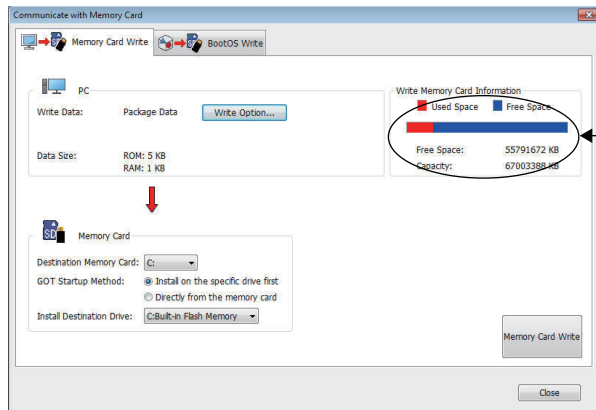 Communicate with Memory Card
Memory Card Write
BootOS Write
PC
Write Data: Package Data Write Option...
Data Size: ROM: 5 KB
RAM: 1 KB
Write Memory Card Information
Used Space Free Space
Free Space: 55791672 KB
Capacity: 67003388 KB
SD Memory Card
Destination Memory Card: C:
GOT Startup Method: Install on the specific drive first
Directly from the memory card
Install Destination Drive: C:Built-in Flash Memory
Memory Card Write
Close